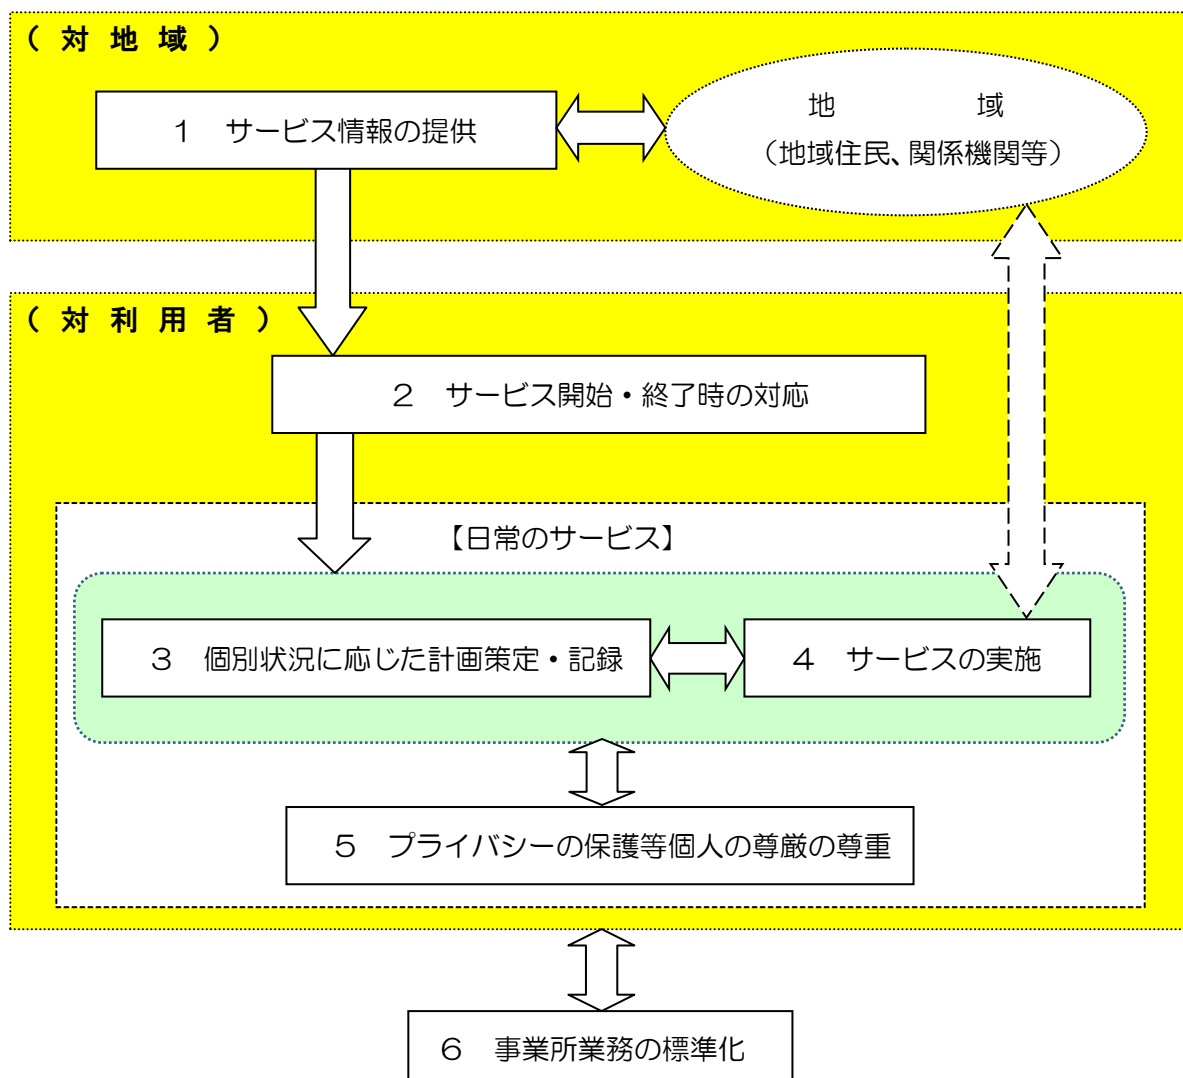 （対地域）
１　サービス情報の提供
地　　　　域
（地域住民、関係機関等）
（対利用者）
２　サービス開始・終了時の対応
【日常のサービス】
３　個別状況に応じた計画策定・記録
４　サービスの実施
５　プライバシーの保護等個人の尊厳の尊重
６　事業所業務の標準化